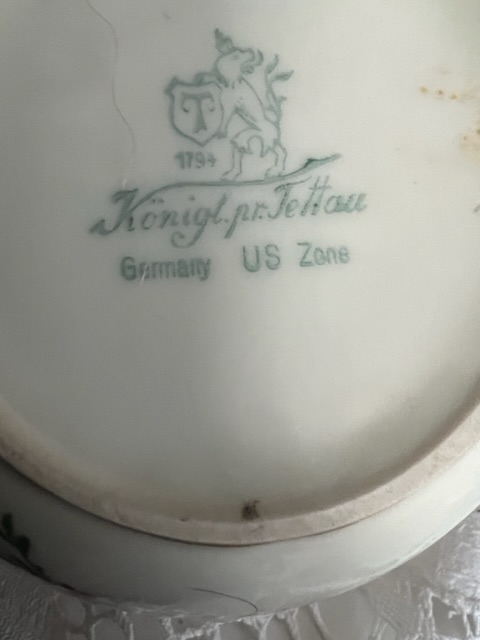 T
1794
Königl. pr. Tettau
Germany US Zone